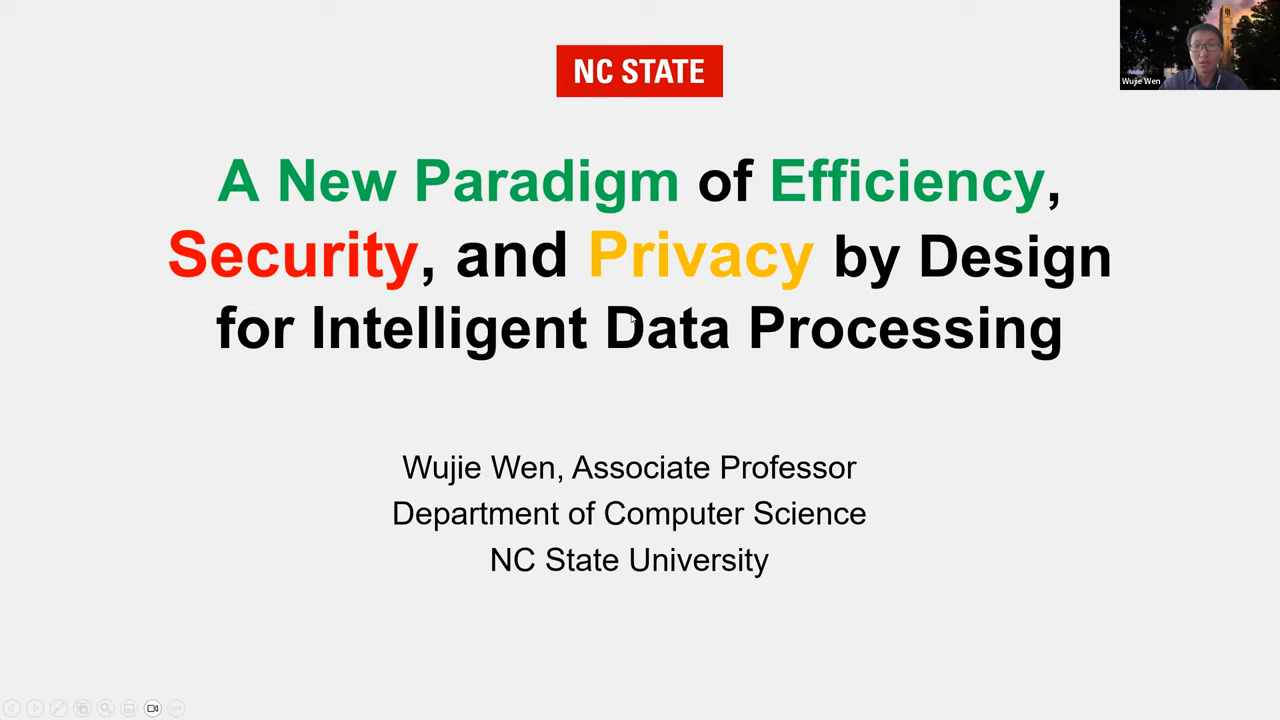 NC STATE
Wujie Wen
A New Paradigm of Efficiency,
Security, and Privacy by Design
for Intelligent Data Processing
Wujie Wen, Associate Professor
Department of Computer Science
NC State University